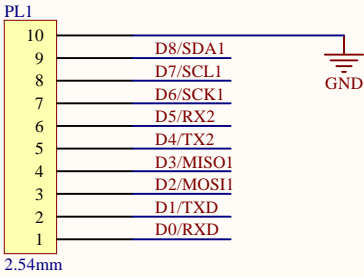 PL1
10
GND
9 D8/SDA1
8 D7/SCL1
7 D6/SCK1
6 D5/RX2
5 D4/TX2
4 D3/MISO1
3 D2/MOSI1
2 D1/TXD
1 D0/RXD
2.54mm